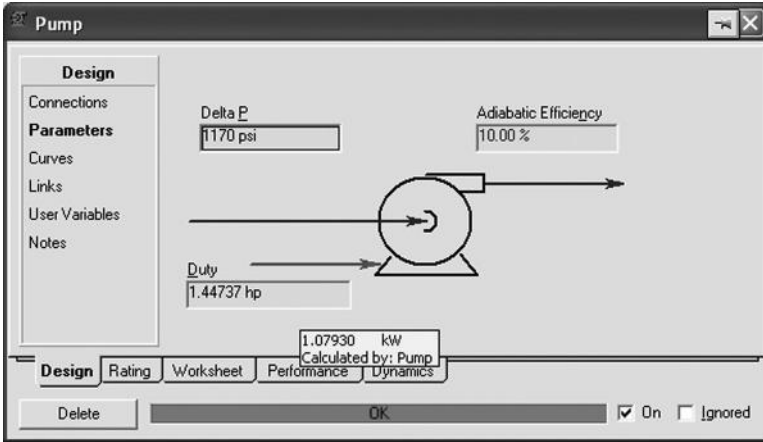 Pump
Design
Connections
Parameters
Curves
Links
User Variables
Notes
Delta P
1170 psi
Adiabatic Efficiency
10.00 %
Duty
1.44737 hp
1.07930 kW
Calculated by: Pump
Design Rating Worksheet Performance Dynamics
Delete OK On Ignored